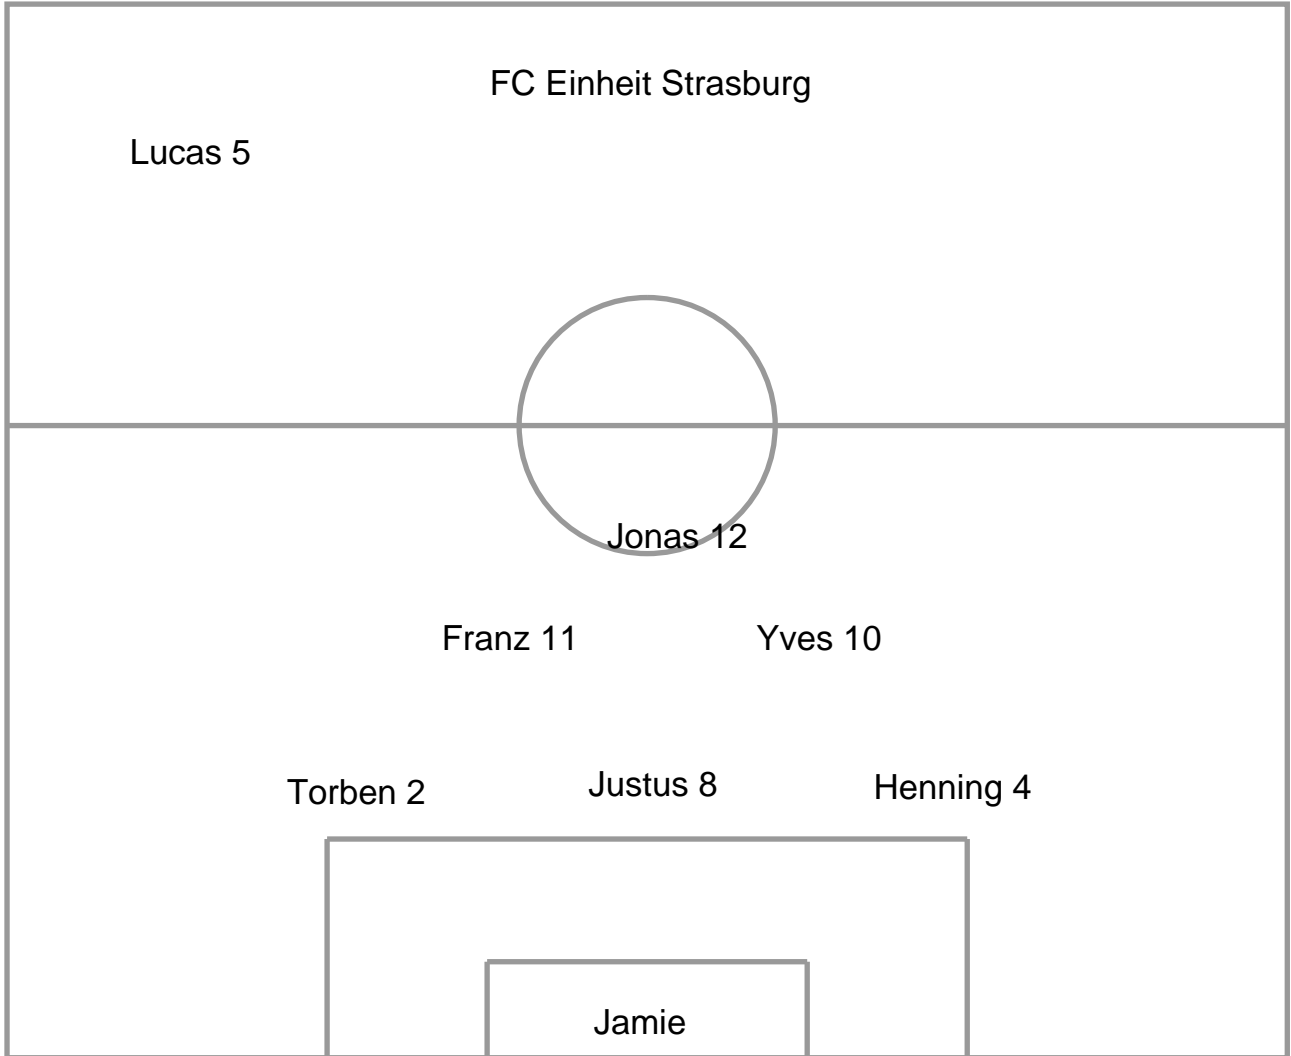 FC Einheit Strasburg
Lucas 5
Jonas 12
Franz 11
Yves 10
Torben 2
Justus 8
Henning 4
Jamie